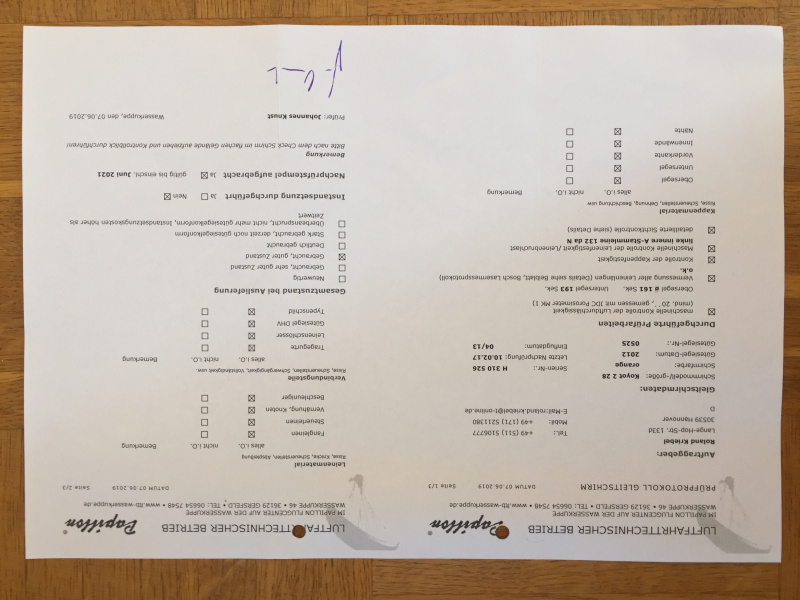 LUFTFAHRTTECHNISCHER BETRIEB Papillon®
IM PAPILLON FLUGCENTER AUF DER WASSERKUPPE
WASSERKUPPE 46 • 36129 GERSFELD • TEL: 06654 - 7548
www.ltb-wasserkuppe.de
PRÜFPROTOKOLL GLEITSCHIRM DATUM 07.06.2019 Seite 1/3
Auftraggeber:
Roland Kriebel
Lange-Hop-Str. 133d Tel.: +49 (511) 5106777
30539 Hannover Mobil: +49 (171) 5211380
D E-Mail:roland.kriebel@t-online.de
Gleitschirmdaten:
Schirmmodell/-größe: Koyot 2 28 Serien-Nr.: H 310 526
Schirmfarbe: orange Letzte Nachprüfung: 10.02.17
Gütesiegel-Datum: 2012 Einflugdatum: 04/13
Gütesiegel-Nr.: 0525
Durchgeführte Prüfarbeiten
☒ maschinelle Kontrolle der Luftdurchlässigkeit
(mind. 20'', gemessen mit JDC Porosimeter MK 1)
Obersegel ø 161 Sek. Untersegel 193 Sek.
☒ Vermessung aller Leinenlängen (Details siehe Beiblatt, Bosch Lasermessprotokoll)
o.k.
☒ Kontrolle der Kappenfestigkeit
☒ Maschinelle Kontrolle der Leinenfestigkeit /Leinenbruchlast
linke innere A-Stammleine 132 da N
☒ detaillierte Sichtkontrolle (siehe Details)
Kappenmaterial
Risse, Scheuerstellen, Dehnung, Beschichtung usw
alles i.O. nicht i.O. Bemerkung
Obersegel ☒ ☐
Untersegel ☒ ☐
Vorderkante ☒ ☐
Innenwände ☒ ☐
Nähte ☒ ☐
LUFTFAHRTTECHNISCHER BETRIEB Papillon®
IM PAPILLON FLUGCENTER AUF DER WASSERKUPPE
WASSERKUPPE 46 • 36129 GERSFELD • TEL: 06654 - 7548
www.ltb-wasserkuppe.de
DATUM 07.06.2019 Seite 2/3
Leinenmaterial
Risse, Knicke, Scheuerstellen, Abspleißung
alles i.O. nicht i.O. Bemerkung
Fangleinen ☒ ☐
Steuerleinen ☒ ☐
Vernähung, Knoten ☒ ☐
Beschleuniger ☒ ☐
Verbindungsteile
Risse, Scheuerstellen, Schwergängigkeit, Vollständigkeit usw.
alles i.O. nicht i.O. Bemerkung
Tragegurte ☒ ☐
Leinenschlösser ☒ ☐
Gütesiegel DHV ☒ ☐
Typenschild ☒ ☐
Gesamtzustand bei Auslieferung
☐ Neuwertig
☐ Gebraucht, sehr guter Zustand
☒ Gebraucht, guter Zustand
☐ Deutlich gebraucht
☐ Stark gebraucht, derzeit noch gütesiegelkonform
☐ Überbeansprucht, nicht mehr gütesiegelkonform, Instandsetzungskosten höher als
Zeitwert
Instandsetzung durchgeführt ☐ Ja ☒ Nein
Nachprüfstempel aufgebracht ☒ Ja gültig bis einschl. Juni 2021
Bemerkung
Bitte nach dem Check Schirm im flachen Gelände aufziehen und Kontrollblick durchführen!
Prüfer: Johannes Knust Wasserkuppe, den 07.06.2019